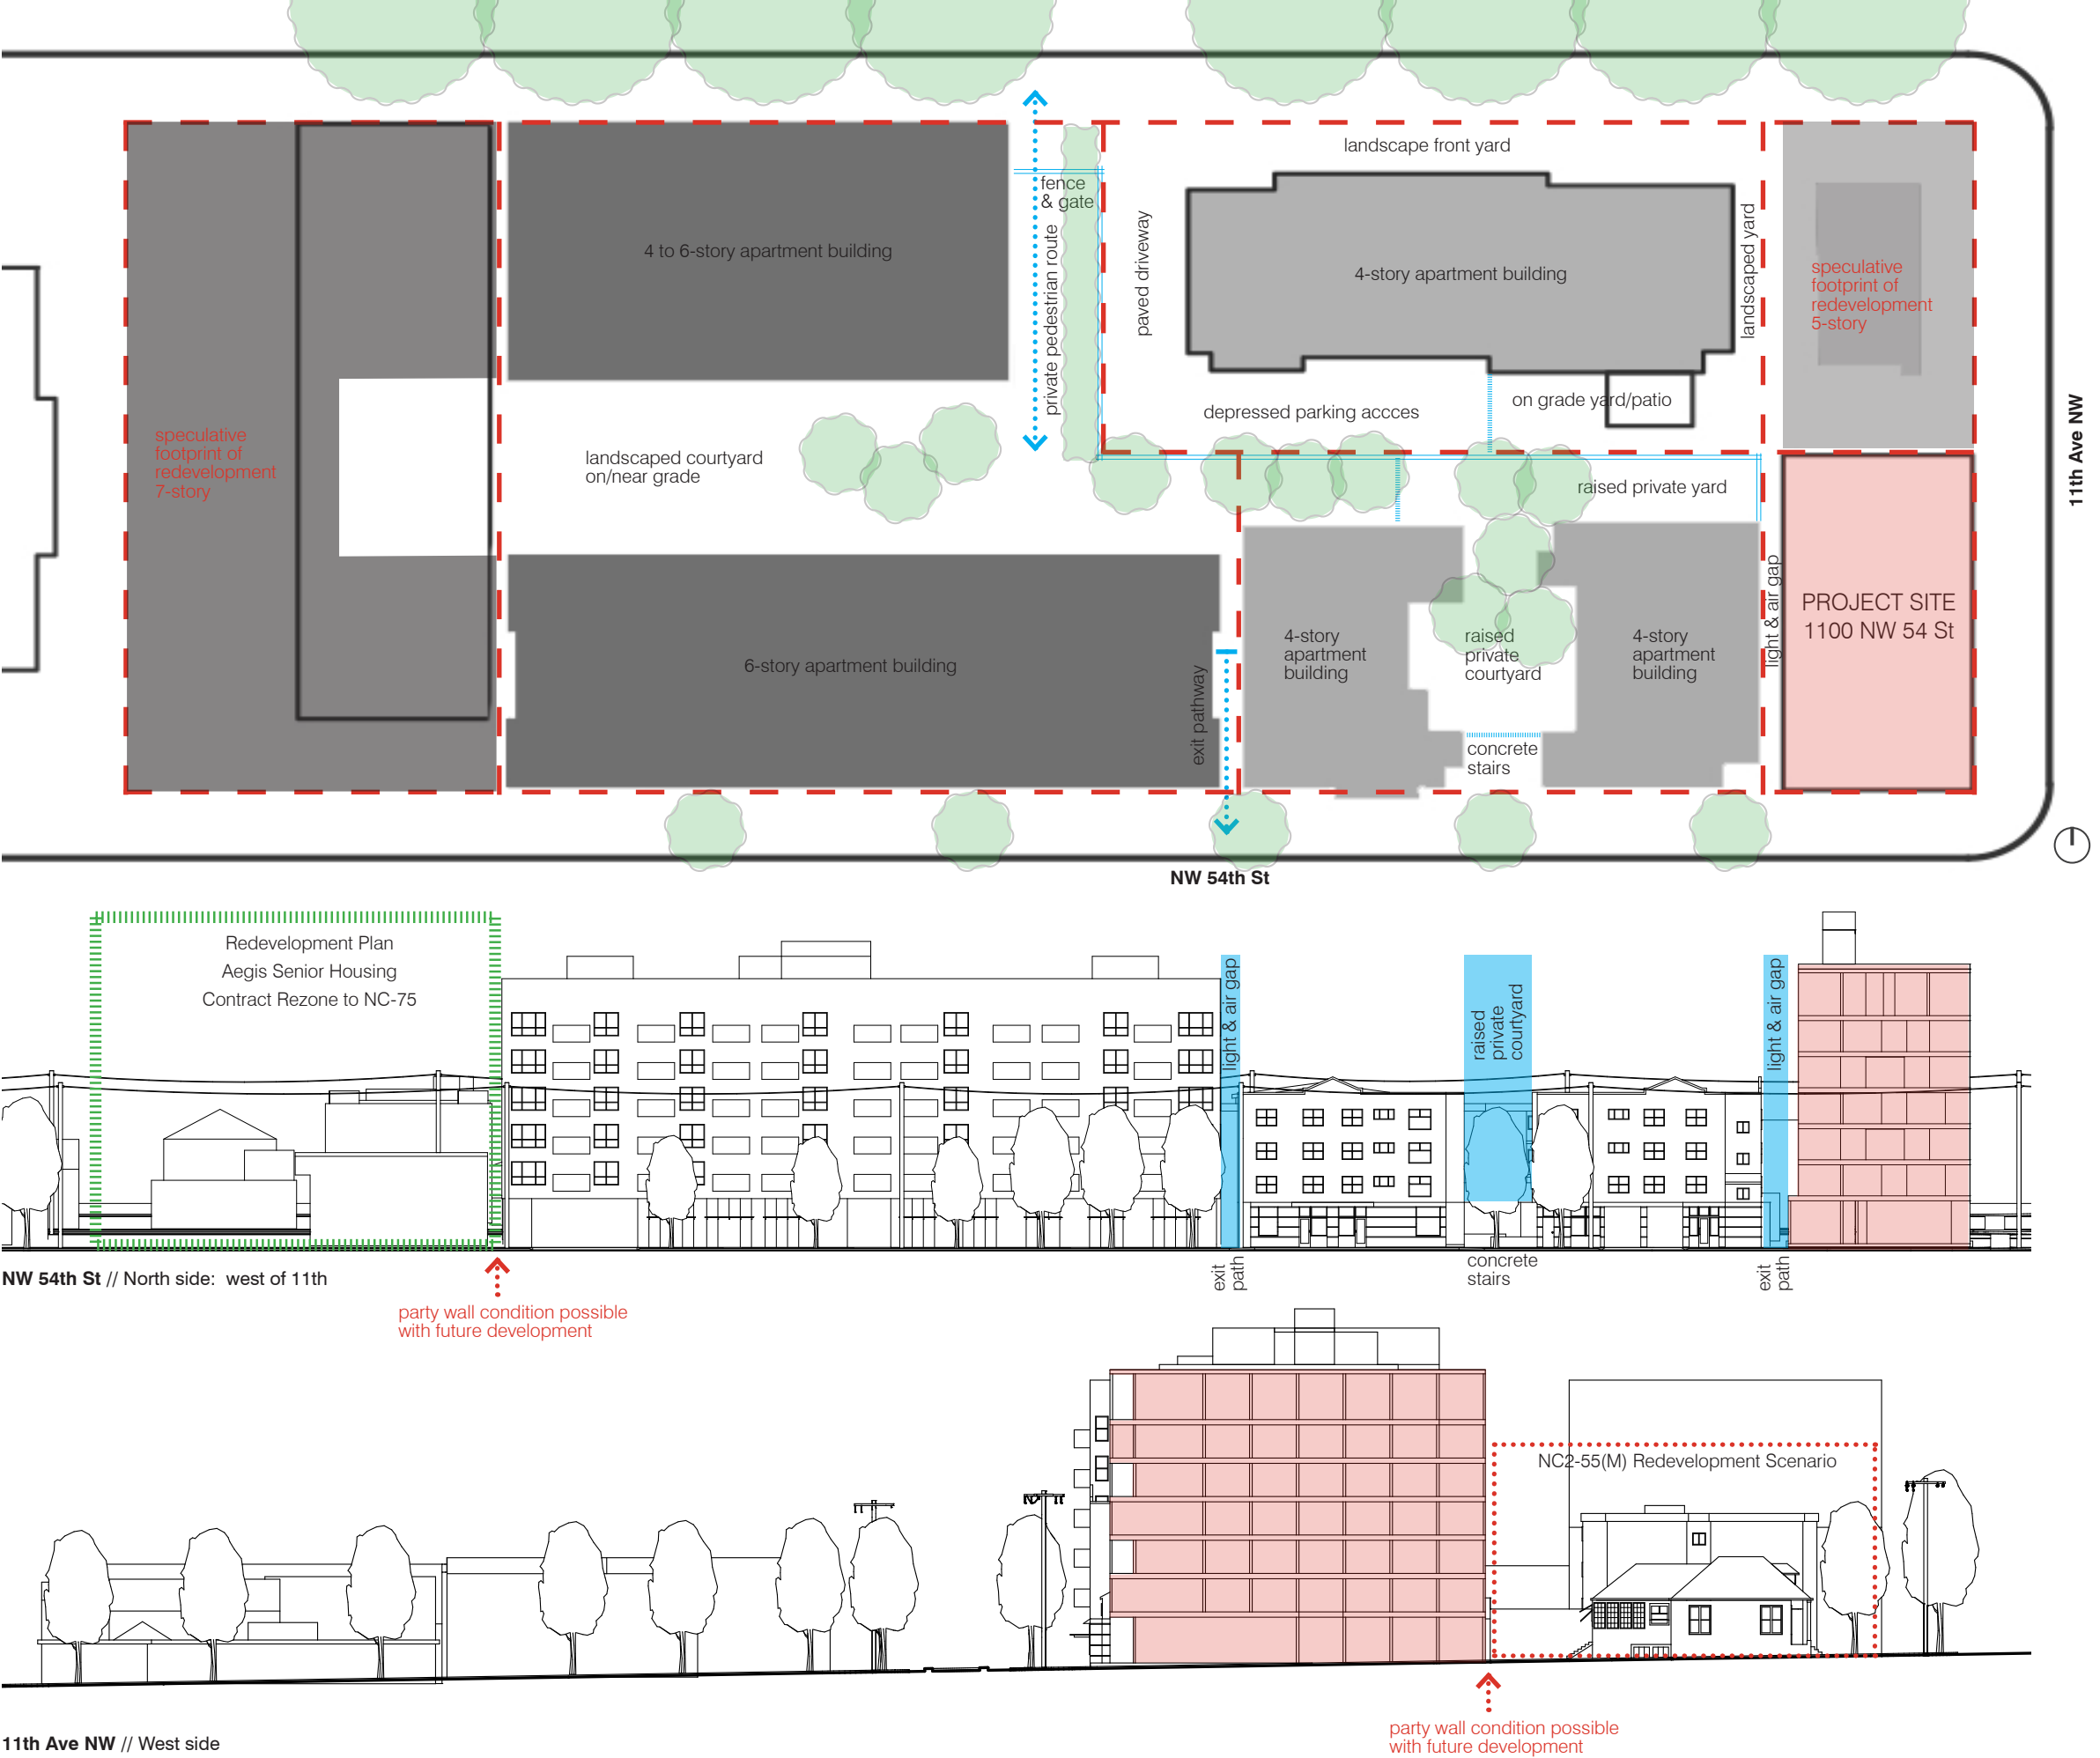 landscape front yard
fence
& gate
private pedestrian route
paved driveway
landscaped yard
4 to 6-story apartment building
4-story apartment building
speculative
footprint of
redevelopment
5-story
11th Ave NW
depressed parking accces
on grade yard/patio
speculative
footprint of
redevelopment
7-story
landscaped courtyard
on/near grade
raised private yard
light & air gap
PROJECT SITE
1100 NW 54 St
6-story apartment building
exit pathway
4-story
apartment
building
raised
private
courtyard
4-story
apartment
building
concrete
stairs
NW 54th St
Redevelopment Plan
Aegis Senior Housing
Contract Rezone to NC-75
light & air gap
raised
private
courtyard
light & air gap
exit
path
concrete
stairs
exit
path
NW 54th St // North side: west of 11th
party wall condition possible
with future development
NC2-55(M) Redevelopment Scenario
party wall condition possible
with future development
11th Ave NW // West side